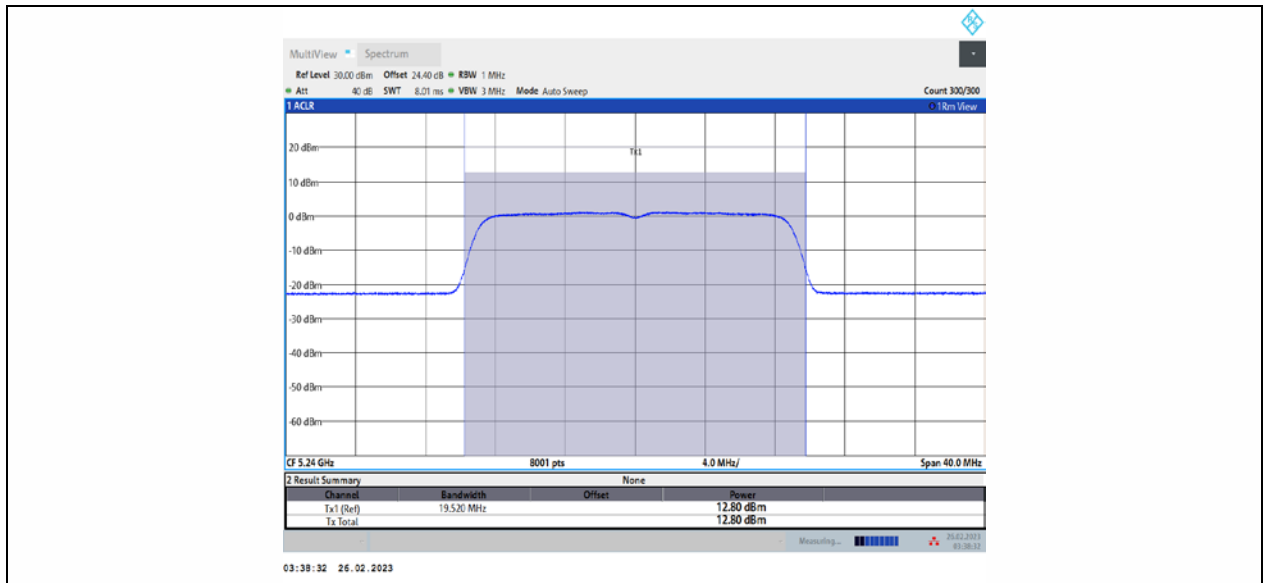 MultiView Spectrum
Ref Level 30.00 dBm Offset 24.40 dB RBW 1 MHz
Att 40 dB SWT 8.01 ms VBW 3 MHz Mode Auto Sweep Count 300/300
1 ACLR 1Rm View
20 dBm
Tx1
10 dBm
0 dBm
-10 dBm
-20 dBm
-30 dBm
-40 dBm
-50 dBm
-60 dBm
CF 5.24 GHz 8001 pts 4.0 MHz/ Span 40.0 MHz
2 Result Summary None
Channel Bandwidth Offset Power
Tx1 (Ref) 19.520 MHz 12.80 dBm
Tx Total 12.80 dBm
Measuring... 26.02.2023
03:38:32
03:38:32 26.02.2023